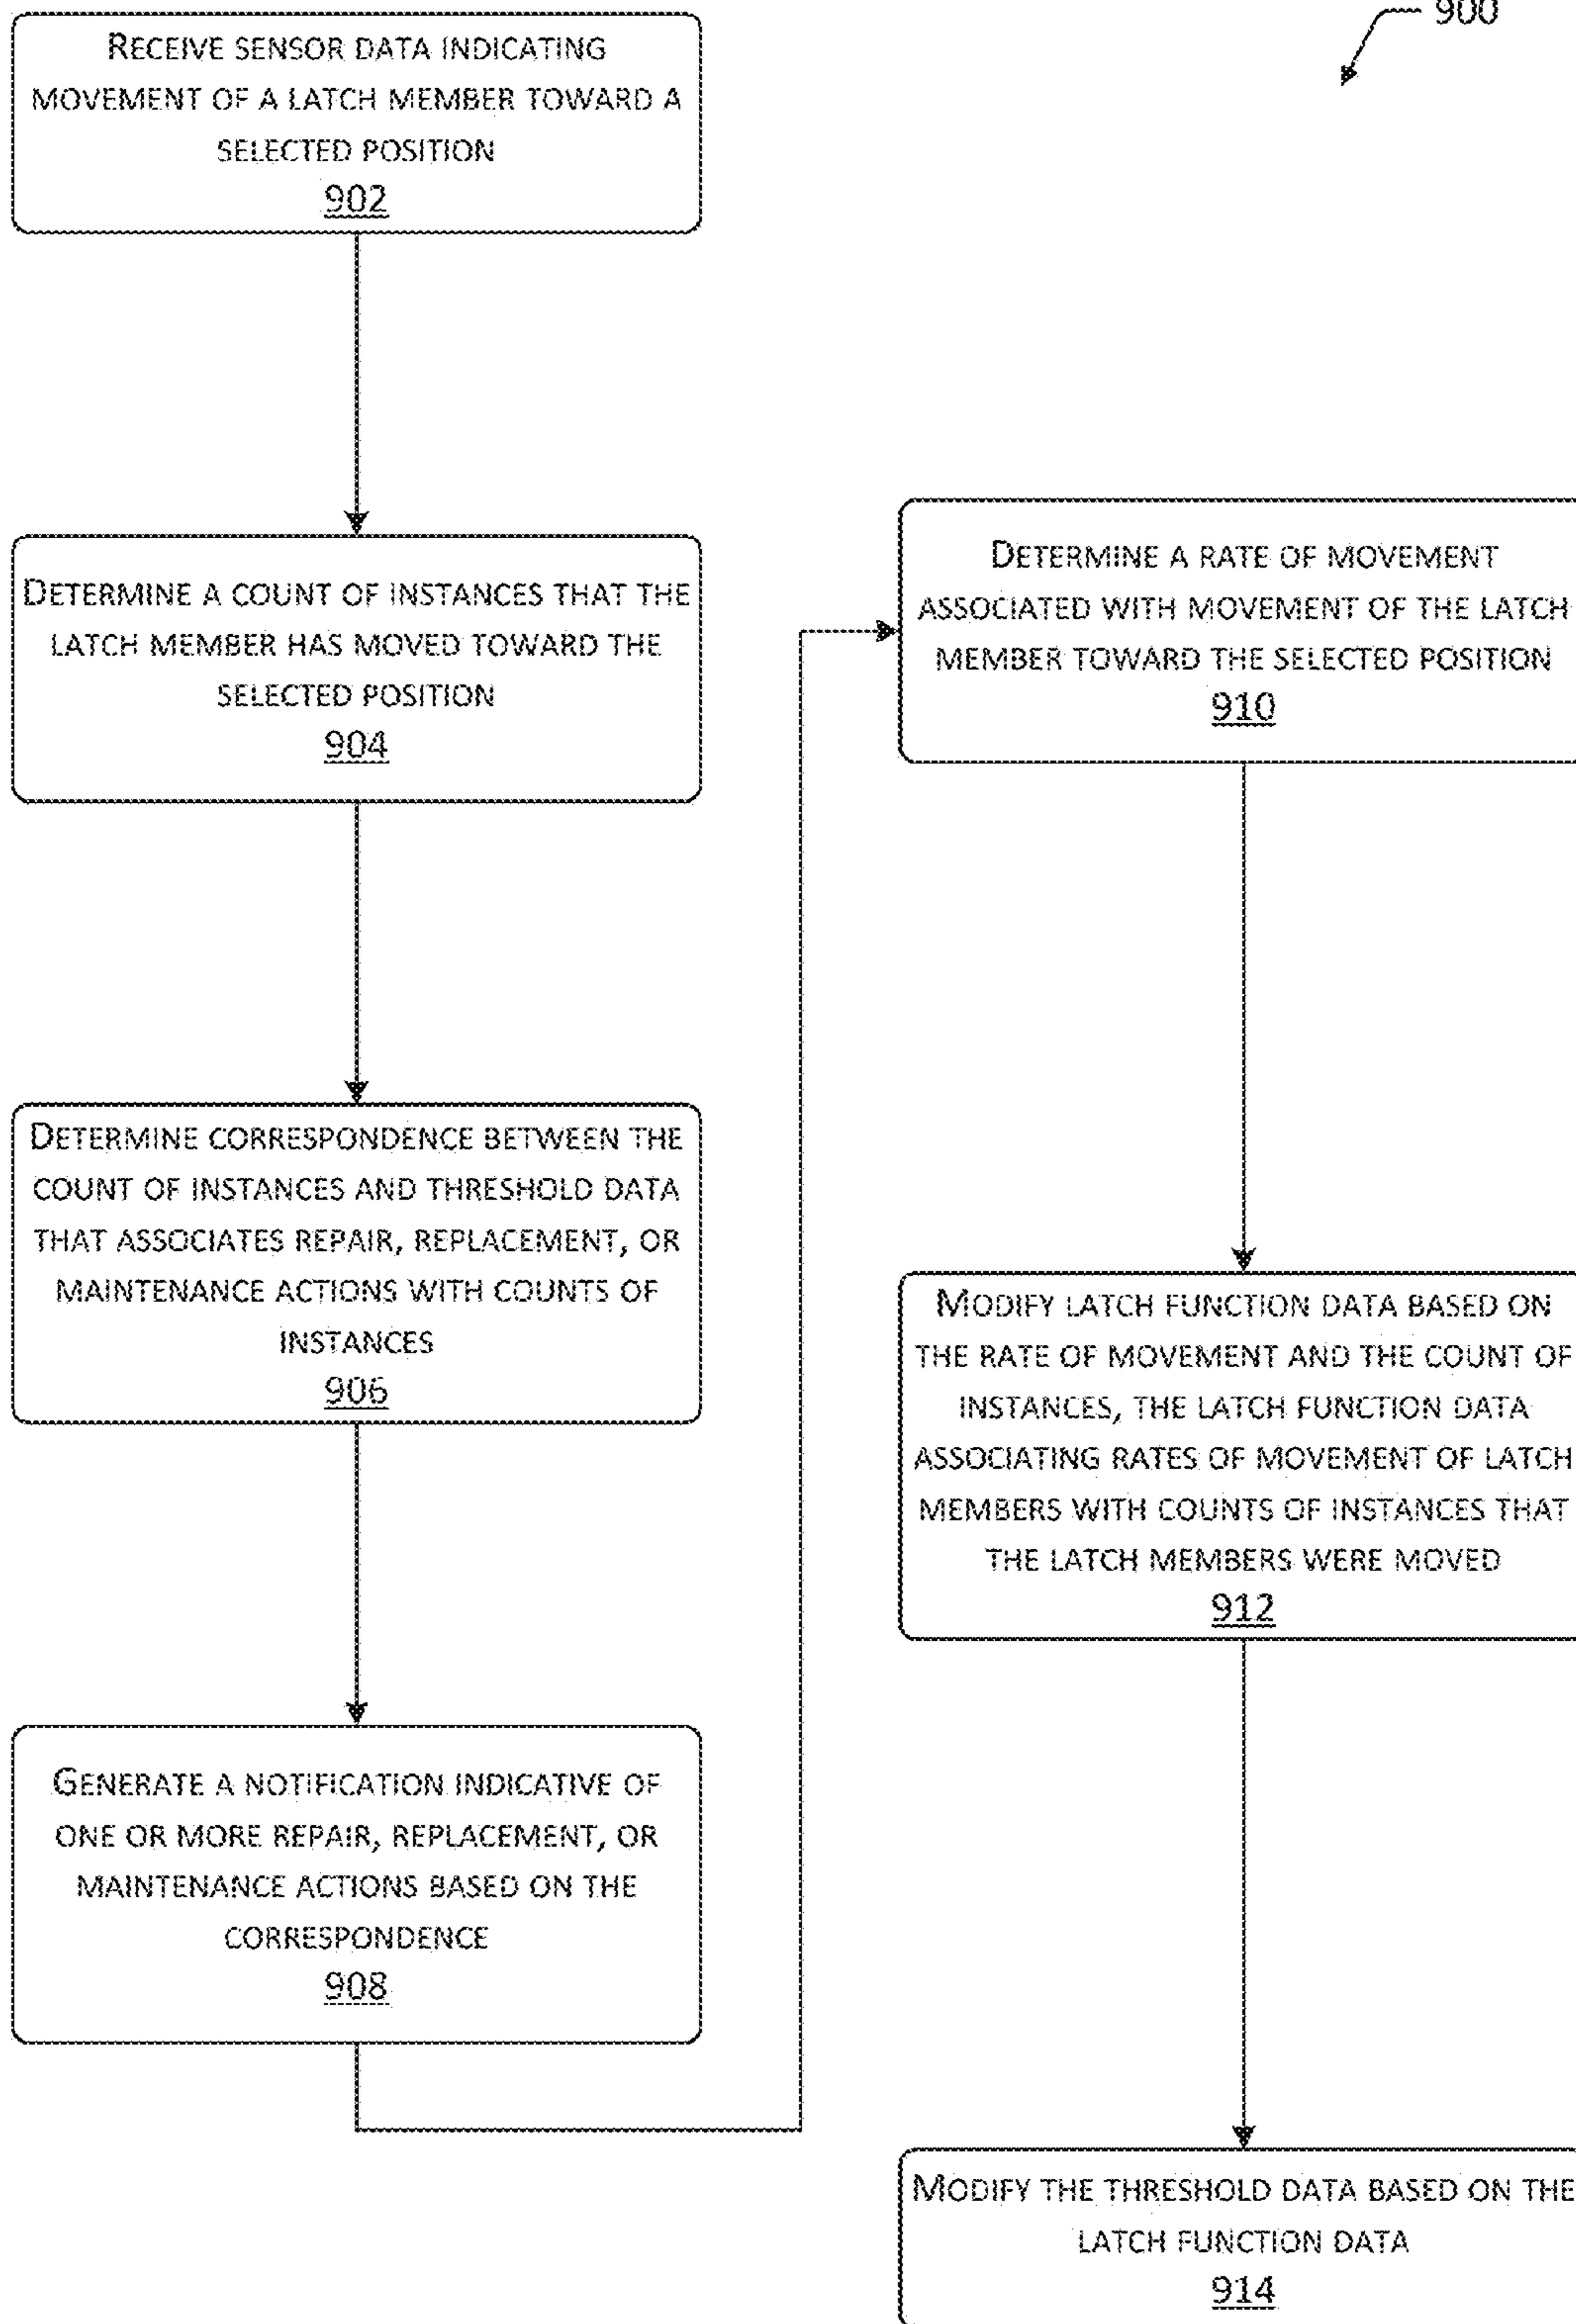 900
RECEIVE SENSOR DATA INDICATING
MOVEMENT OF A LATCH MEMBER TOWARD A
SELECTED POSITION
902
DETERMINE A COUNT OF INSTANCES THAT THE
LATCH MEMBER HAS MOVED TOWARD THE
SELECTED POSITION
904
DETERMINE CORRESPONDENCE BETWEEN THE
COUNT OF INSTANCES AND THRESHOLD DATA
THAT ASSOCIATES REPAIR, REPLACEMENT, OR
MAINTENANCE ACTIONS WITH COUNTS OF
INSTANCES
906
GENERATE A NOTIFICATION INDICATIVE OF
ONE OR MORE REPAIR, REPLACEMENT, OR
MAINTENANCE ACTIONS BASED ON THE
CORRESPONDENCE
908
DETERMINE A RATE OF MOVEMENT
ASSOCIATED WITH MOVEMENT OF THE LATCH
MEMBER TOWARD THE SELECTED POSITION
910
MODIFY LATCH FUNCTION DATA BASED ON
THE RATE OF MOVEMENT AND THE COUNT OF
INSTANCES, THE LATCH FUNCTION DATA
ASSOCIATING RATES OF MOVEMENT OF LATCH
MEMBERS WITH COUNTS OF INSTANCES THAT
THE LATCH MEMBERS WERE MOVED
912
MODIFY THE THRESHOLD DATA BASED ON THE
LATCH FUNCTION DATA
914